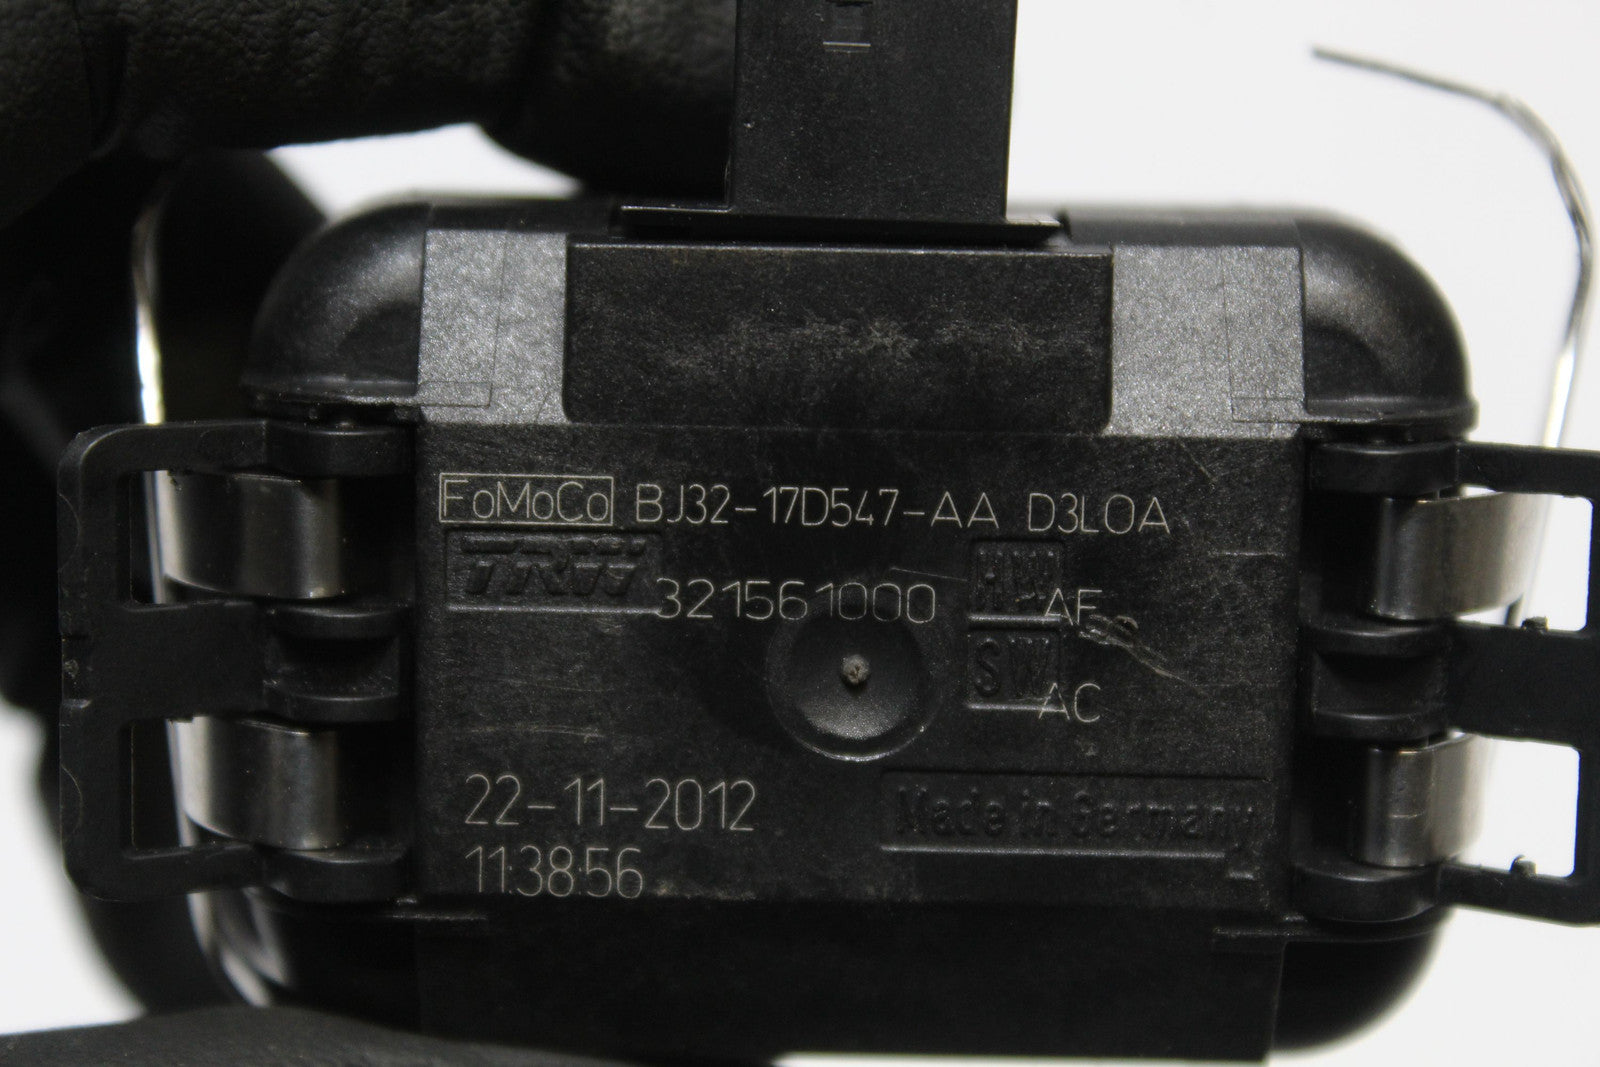 FoMoCo BJ32-17D547-AA D3LOA
TRW 321561000 HW AF
SW AC
22-11-2012
Made in Germany
11:38:56